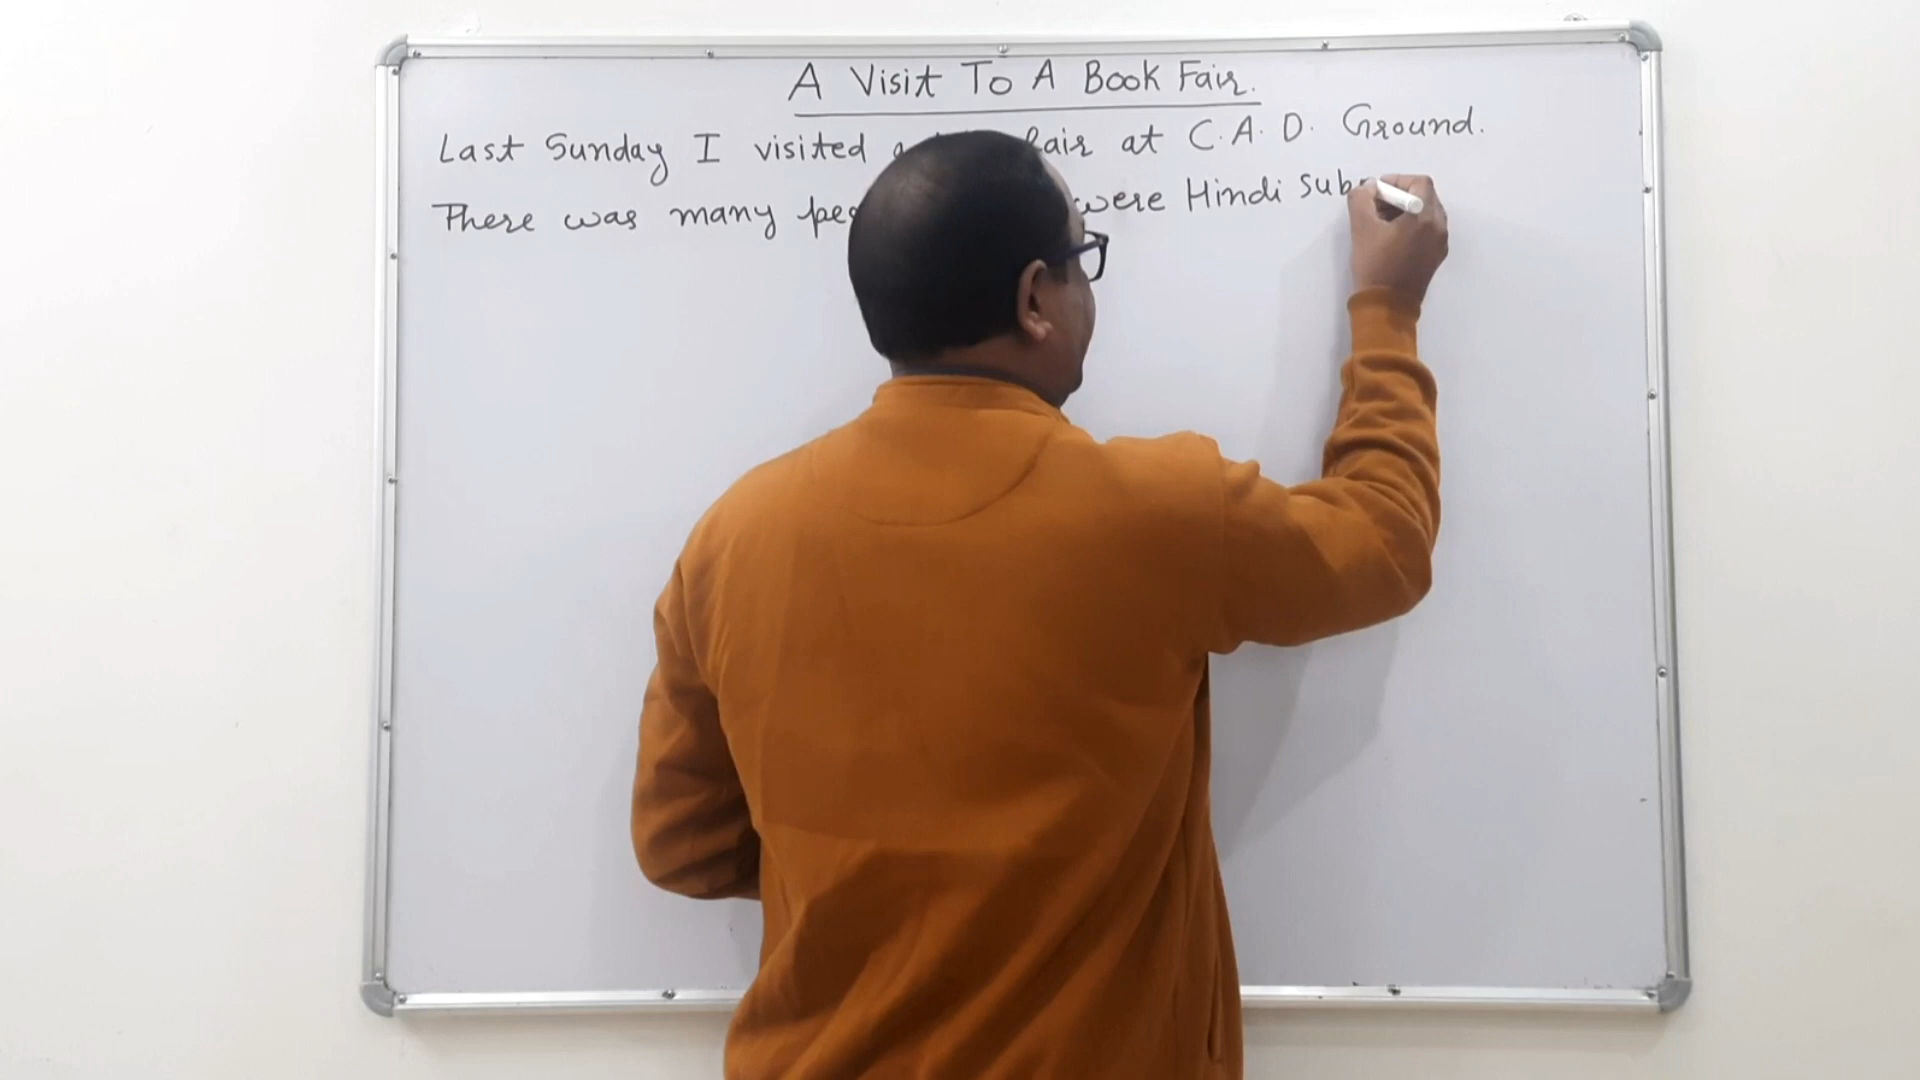 A Visit To A Book Fair.
Last Sunday I visited fair at C.A.D. Ground.
There was many were Hindi